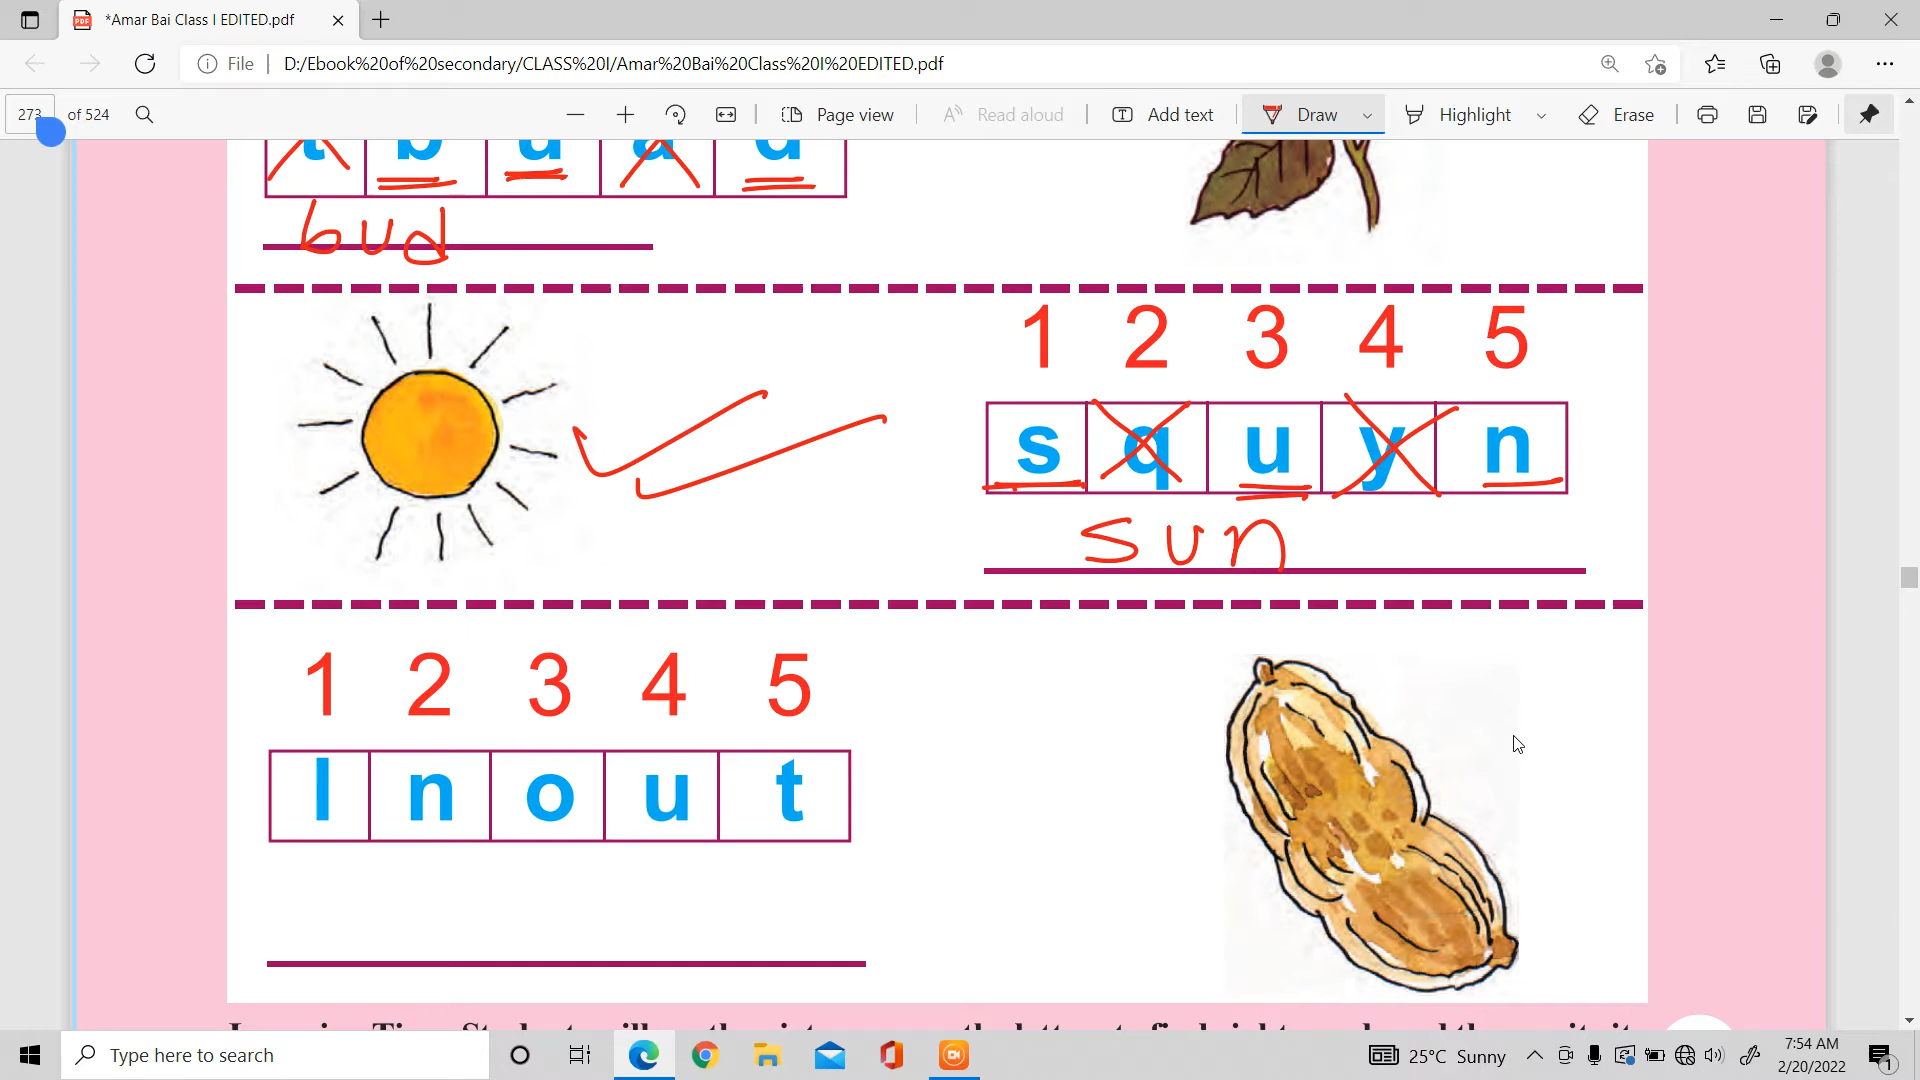 *Amar Bai Class I EDITED.pdf
File D:/Ebook%20of%20secondary/CLASS%20I/Amar%20Bai%20Class%20I%20EDITED.pdf
273 of 524 Page view Read aloud Add text Draw Highlight Erase
t b u a d
bud
1 2 3 4 5
s q u y n
sun
1 2 3 4 5
l n o u t
Type here to search
25°C Sunny
7:54 AM
2/20/2022
1